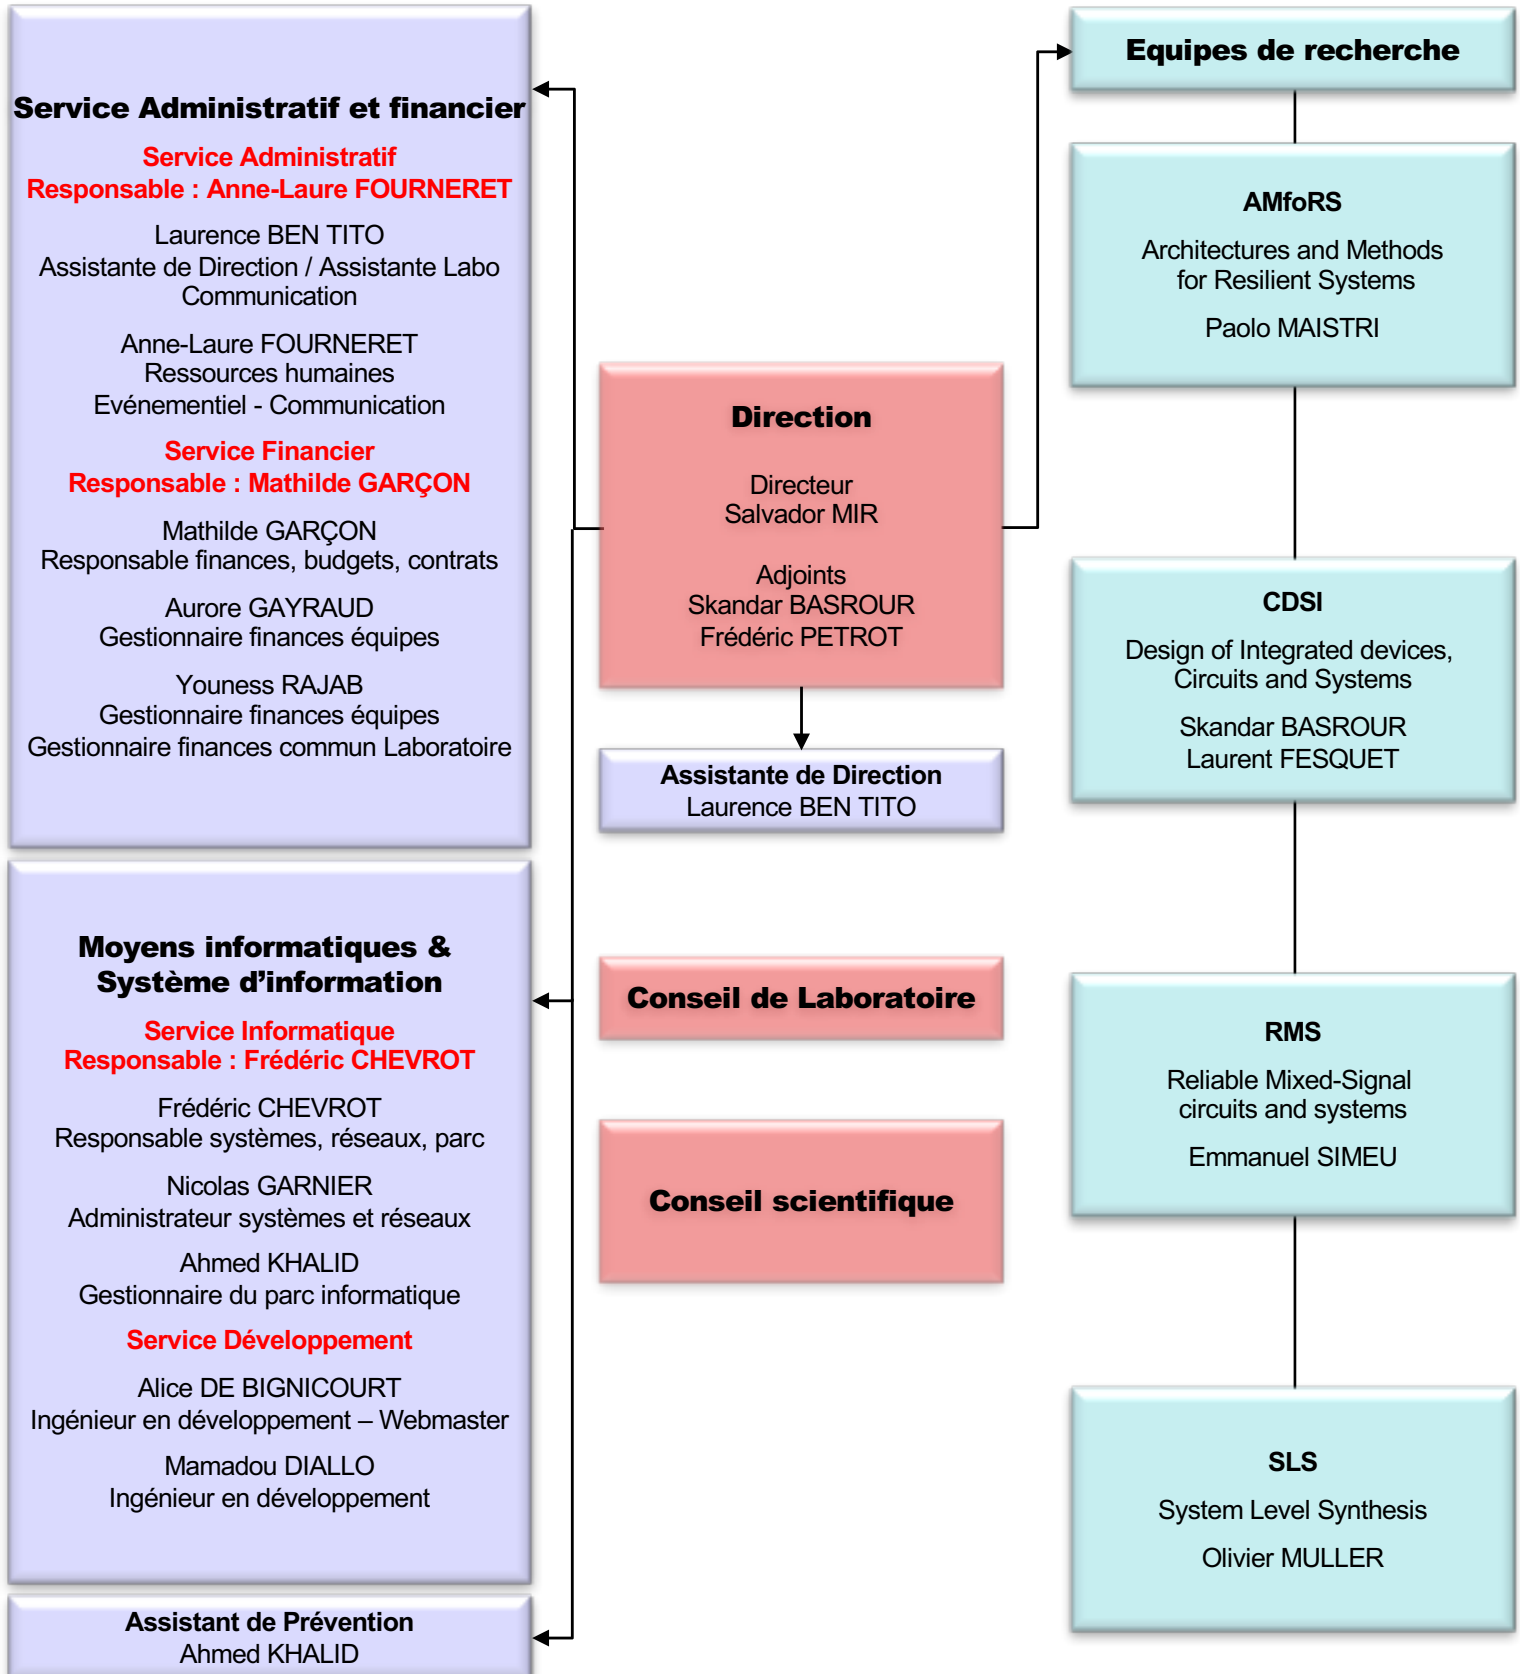 Service Administratif et financier
Service Administratif
Responsable : Anne-Laure FOURNERET
Laurence BEN TITO
Assistante de Direction / Assistante Labo
Communication
Anne-Laure FOURNERET
Ressources humaines
Evénementiel - Communication
Service Financier
Responsable : Mathilde GARÇON
Mathilde GARÇON
Responsable finances, budgets, contrats
Aurore GAYRAUD
Gestionnaire finances équipes
Youness RAJAB
Gestionnaire finances équipes
Gestionnaire finances commun Laboratoire
Moyens informatiques &
Système d’information
Service Informatique
Responsable : Frédéric CHEVROT
Frédéric CHEVROT
Responsable systèmes, réseaux, parc
Nicolas GARNIER
Administrateur systèmes et réseaux
Ahmed KHALID
Gestionnaire du parc informatique
Service Développement
Alice DE BIGNICOURT
Ingénieur en développement – Webmaster
Mamadou DIALLO
Ingénieur en développement
Assistant de Prévention
Ahmed KHALID
Direction
Directeur
Salvador MIR
Adjoints
Skandar BASROUR
Frédéric PETROT
Assistante de Direction
Laurence BEN TITO
Conseil de Laboratoire
Conseil scientifique
Equipes de recherche
AMfoRS
Architectures and Methods
for Resilient Systems
Paolo MAISTRI
CDSI
Design of Integrated devices,
Circuits and Systems
Skandar BASROUR
Laurent FESQUET
RMS
Reliable Mixed-Signal
circuits and systems
Emmanuel SIMEU
SLS
System Level Synthesis
Olivier MULLER